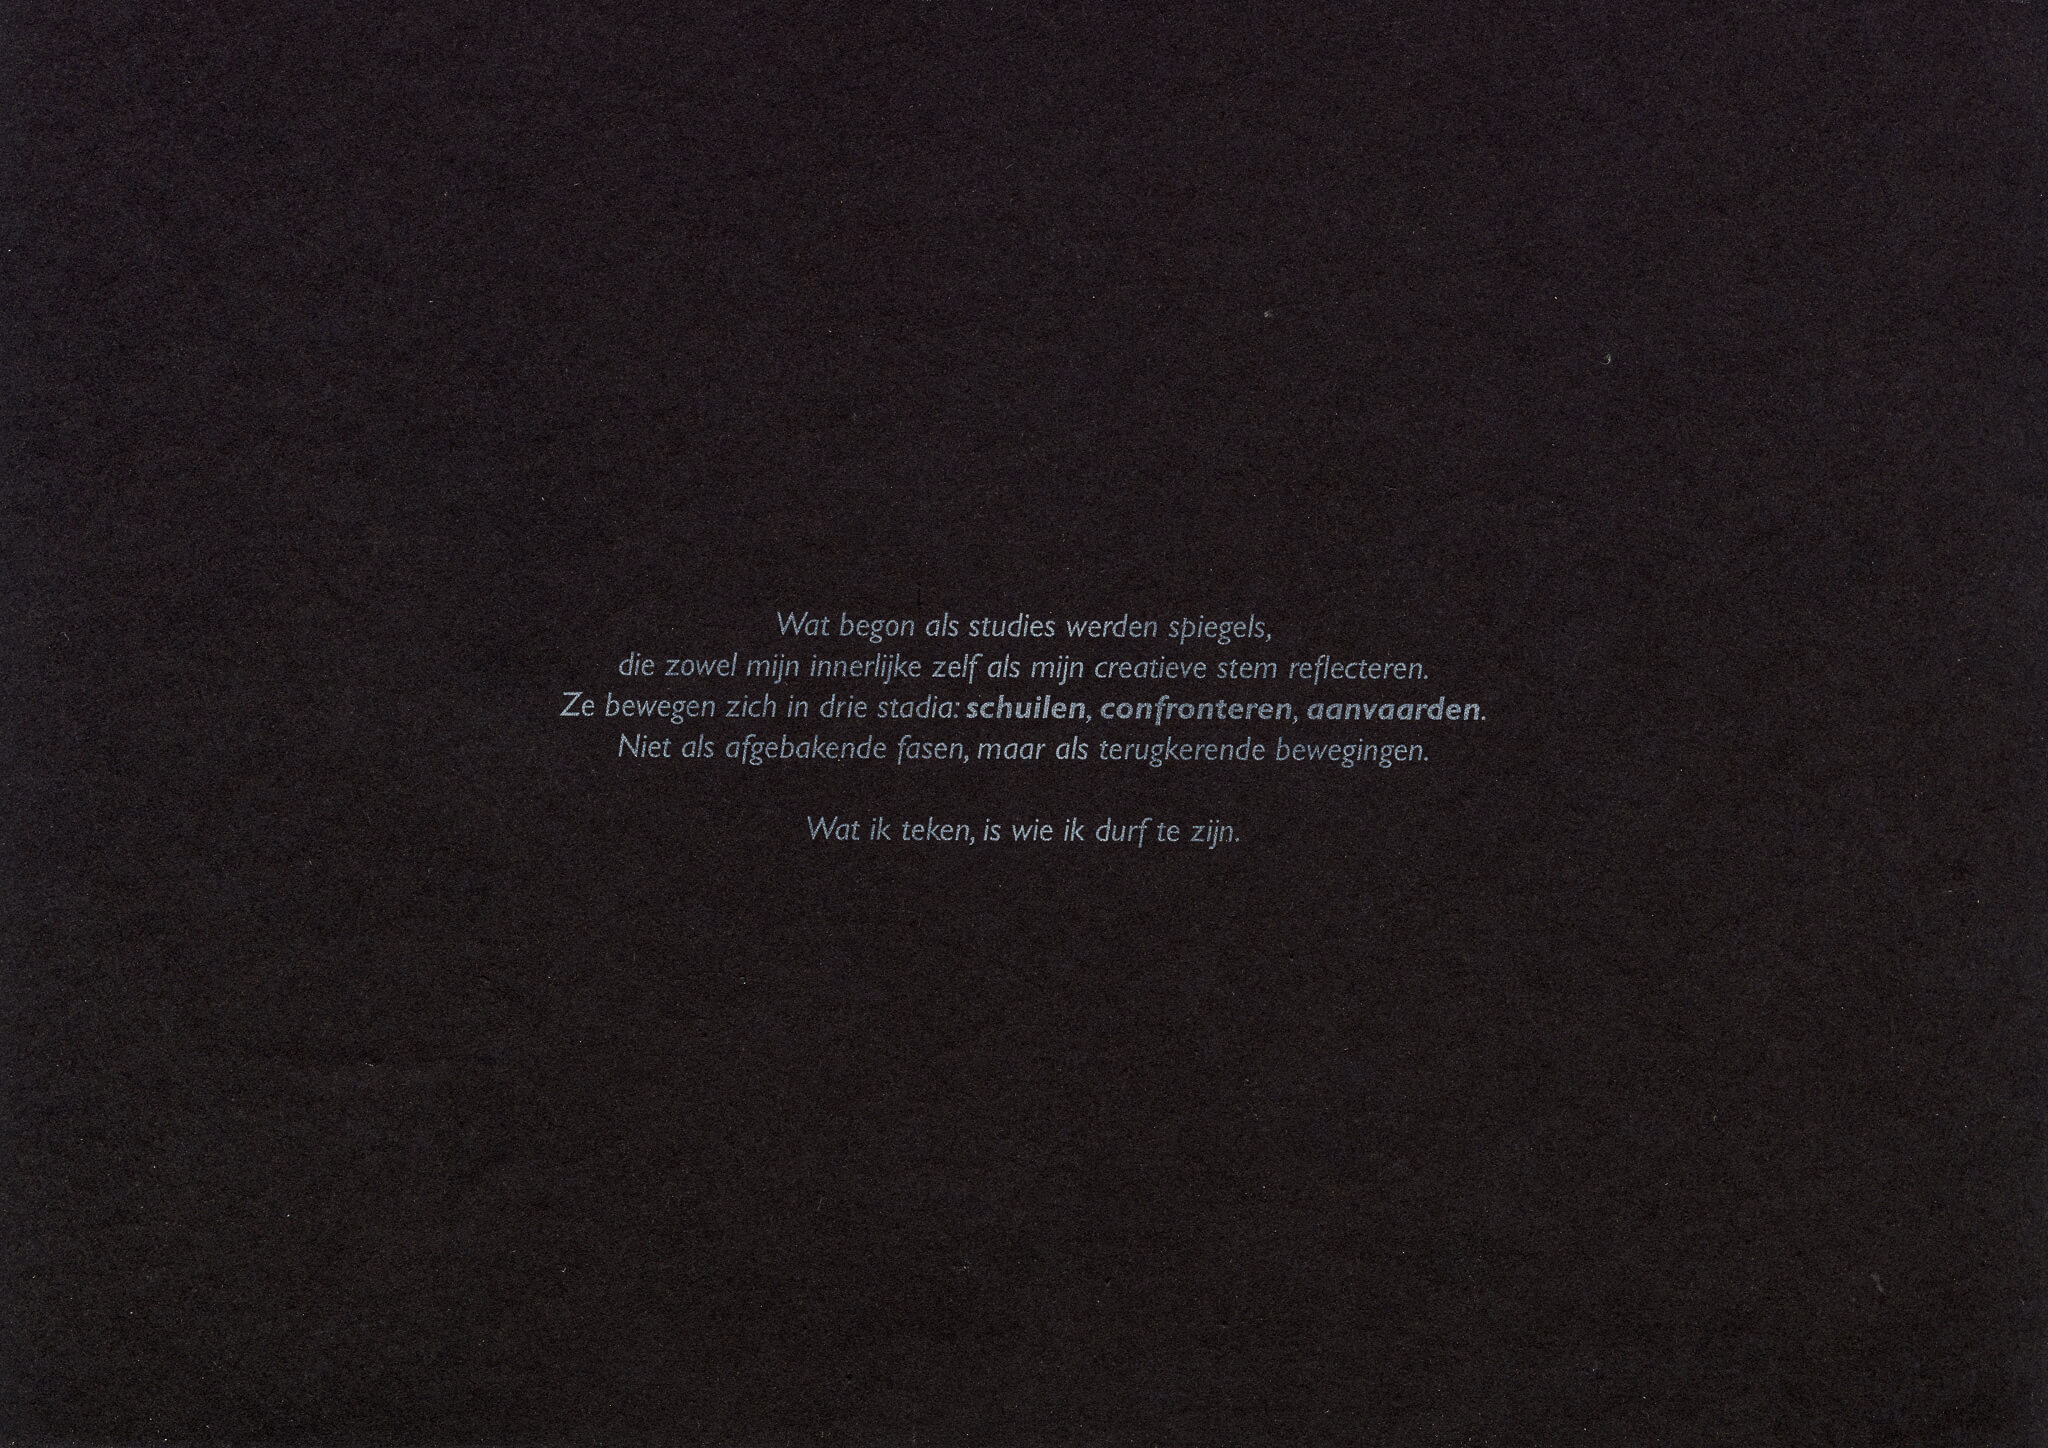 Wat begon als studies werden spiegels,
die zowel mijn innerlijke zelf als mijn creatieve stem reflecteren.
Ze bewegen zich in drie stadia: schuilen, confronteren, aanvaarden.
Niet als afgebakende fasen, maar als terugkerende bewegingen.
Wat ik teken, is wie ik durf te zijn.